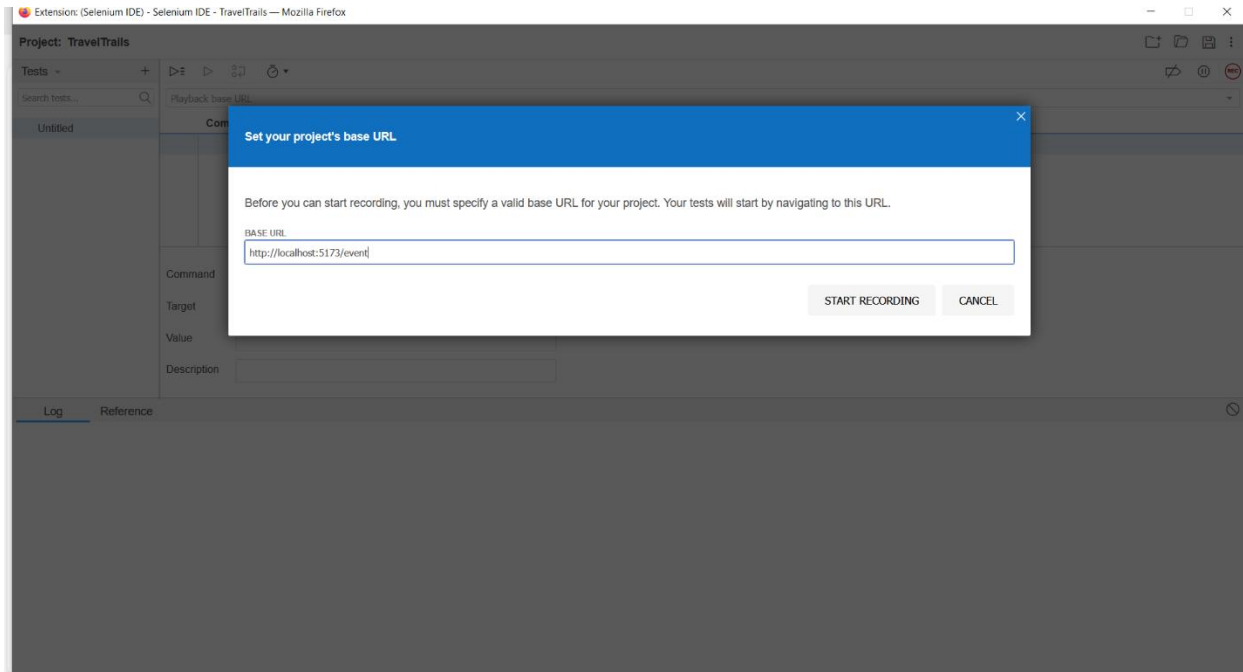 Extension: (Selenium IDE) - Selenium IDE - TravelTrails — Mozilla Firefox
Project: TravelTrails
Tests
Search tests...
Playback base URL
Untitled
Com
Set your project's base URL
Before you can start recording, you must specify a valid base URL for your project. Your tests will start by navigating to this URL.
BASE URL
http://localhost:5173/event
START RECORDING CANCEL
Command
Target
Value
Description
Log Reference
REC